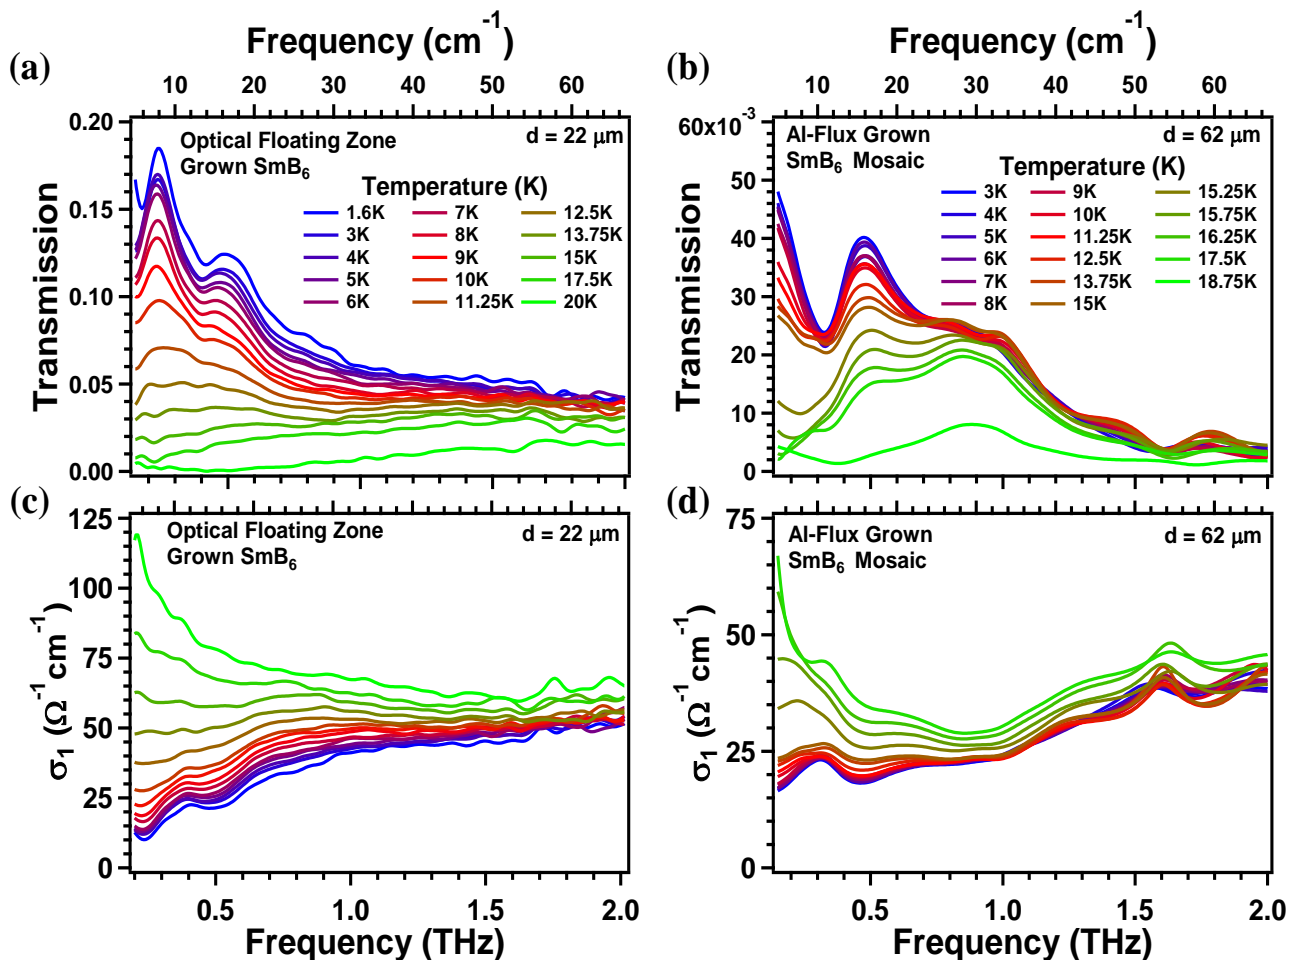 Frequency (cm⁻¹)
(a)
10 20 30 40 50 60
0.20
0.15
0.10
0.05
0.00
Transmission
Optical Floating Zone
Grown SmB₆
d = 22 μm
Temperature (K)
1.6K 7K 12.5K
3K 8K 13.75K
4K 9K 15K
5K 10K 17.5K
6K 11.25K 20K
Frequency (cm⁻¹)
(b)
10 20 30 40 50 60
60x10⁻³
50
40
30
20
10
0
Transmission
Al-Flux Grown
SmB₆ Mosaic
d = 62 μm
Temperature (K)
3K 9K 15.25K
4K 10K 15.75K
5K 11.25K 16.25K
6K 12.5K 17.5K
7K 13.75K 18.75K
8K 15K
(c)
125
100
75
50
25
0
σ₁ (Ω⁻¹cm⁻¹)
Optical Floating Zone
Grown SmB₆
d = 22 μm
0.5 1.0 1.5 2.0
Frequency (THz)
(d)
75
50
25
0
σ₁ (Ω⁻¹cm⁻¹)
Al-Flux Grown
SmB₆ Mosaic
d = 62 μm
0.5 1.0 1.5 2.0
Frequency (THz)